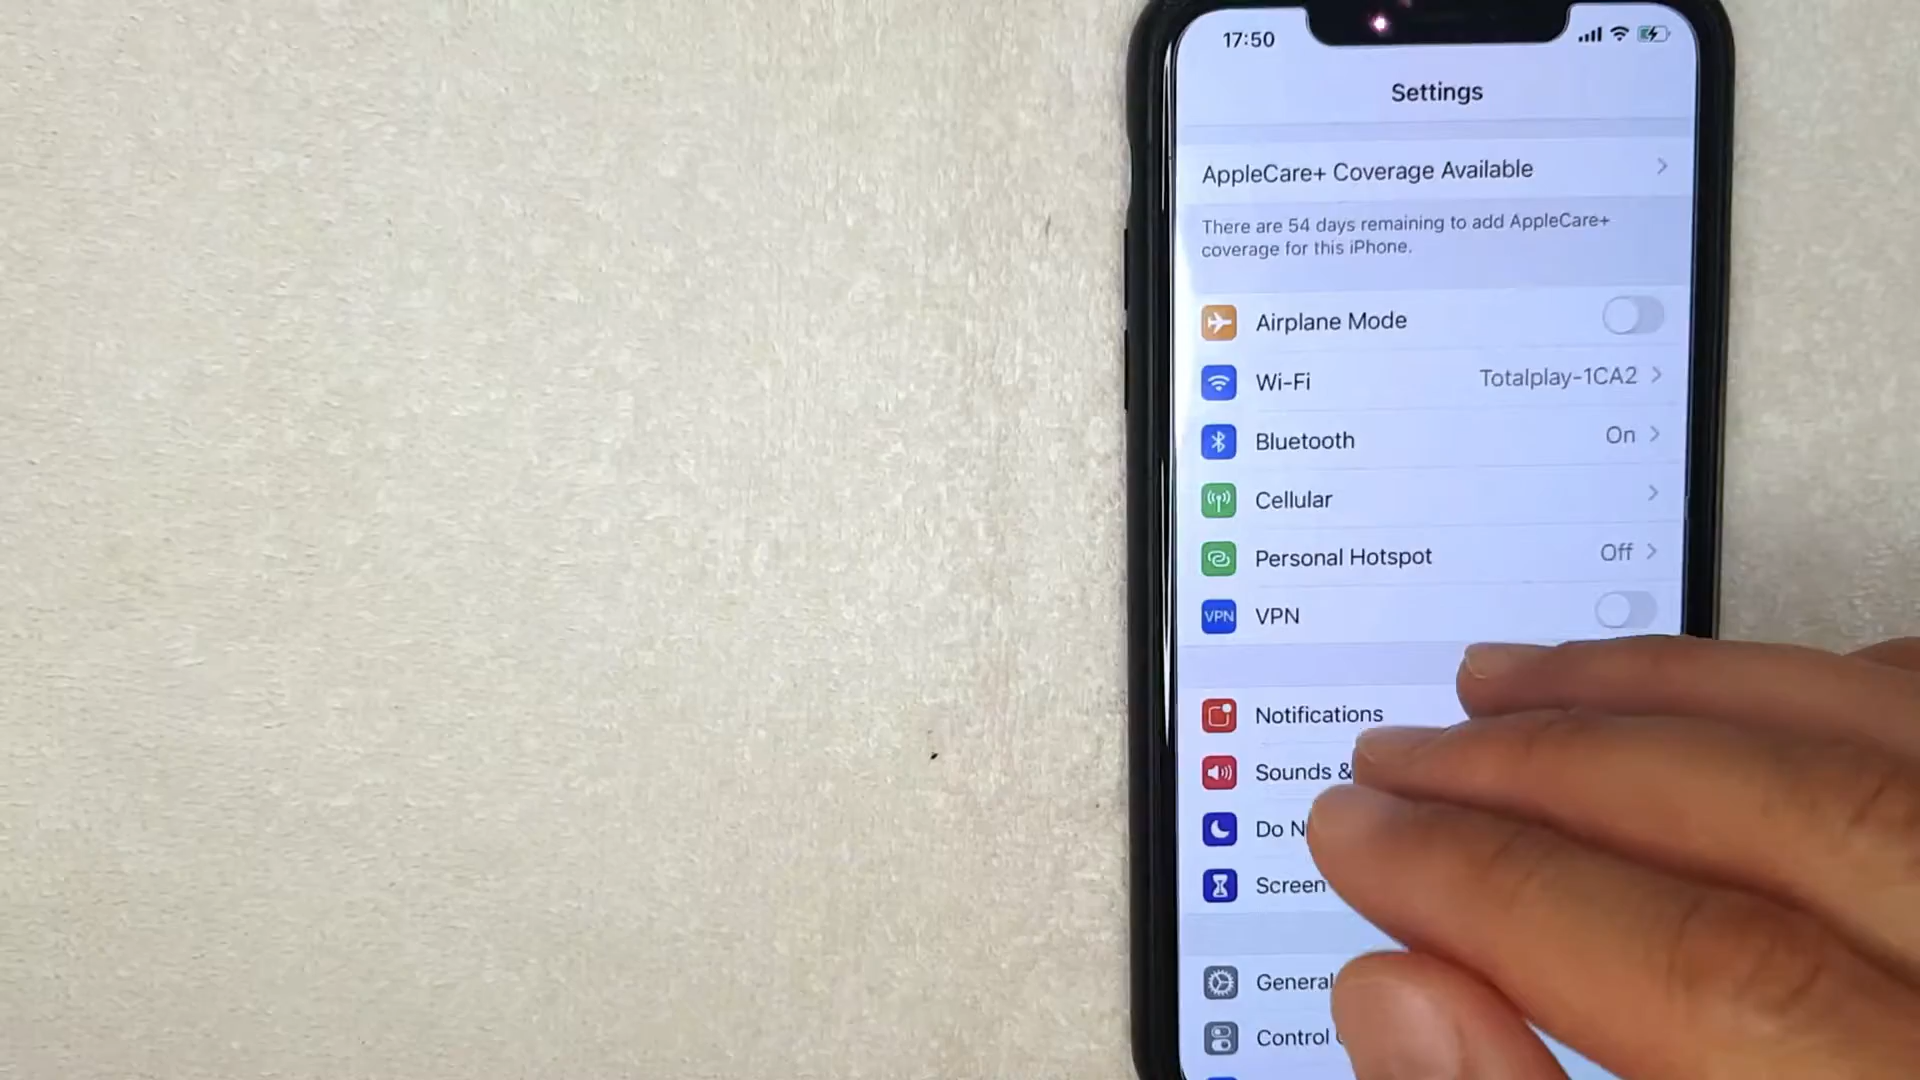 17:50
Settings
AppleCare+ Coverage Available
There are 54 days remaining to add AppleCare+
coverage for this iPhone.
Airplane Mode
Wi-Fi Totalplay-1CA2
Bluetooth On
Cellular
Personal Hotspot Off
VPN VPN
Notifications
Sounds &
Do N
Screen
General
Control